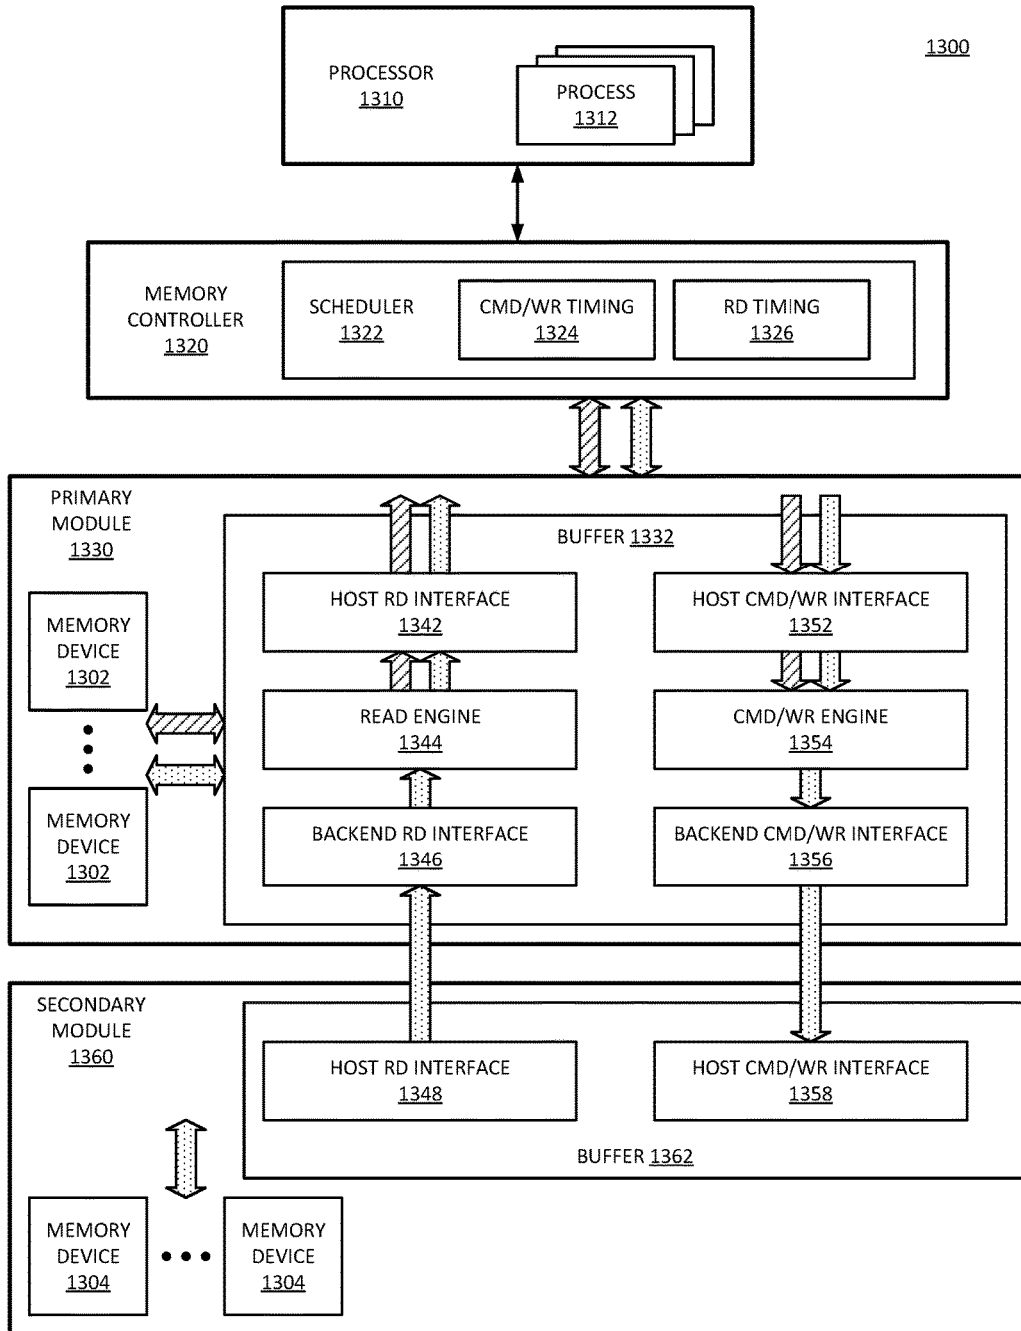 1300
PROCESSOR
1310
PROCESS
1312
MEMORY
CONTROLLER
1320
SCHEDULER
1322
CMD/WR TIMING
1324
RD TIMING
1326
PRIMARY
MODULE
1330
BUFFER 1332
MEMORY
DEVICE
1302
MEMORY
DEVICE
1302
HOST RD INTERFACE
1342
HOST CMD/WR INTERFACE
1352
READ ENGINE
1344
CMD/WR ENGINE
1354
BACKEND RD INTERFACE
1346
BACKEND CMD/WR INTERFACE
1356
SECONDARY
MODULE
1360
HOST RD INTERFACE
1348
HOST CMD/WR INTERFACE
1358
BUFFER 1362
MEMORY
DEVICE
1304
MEMORY
DEVICE
1304